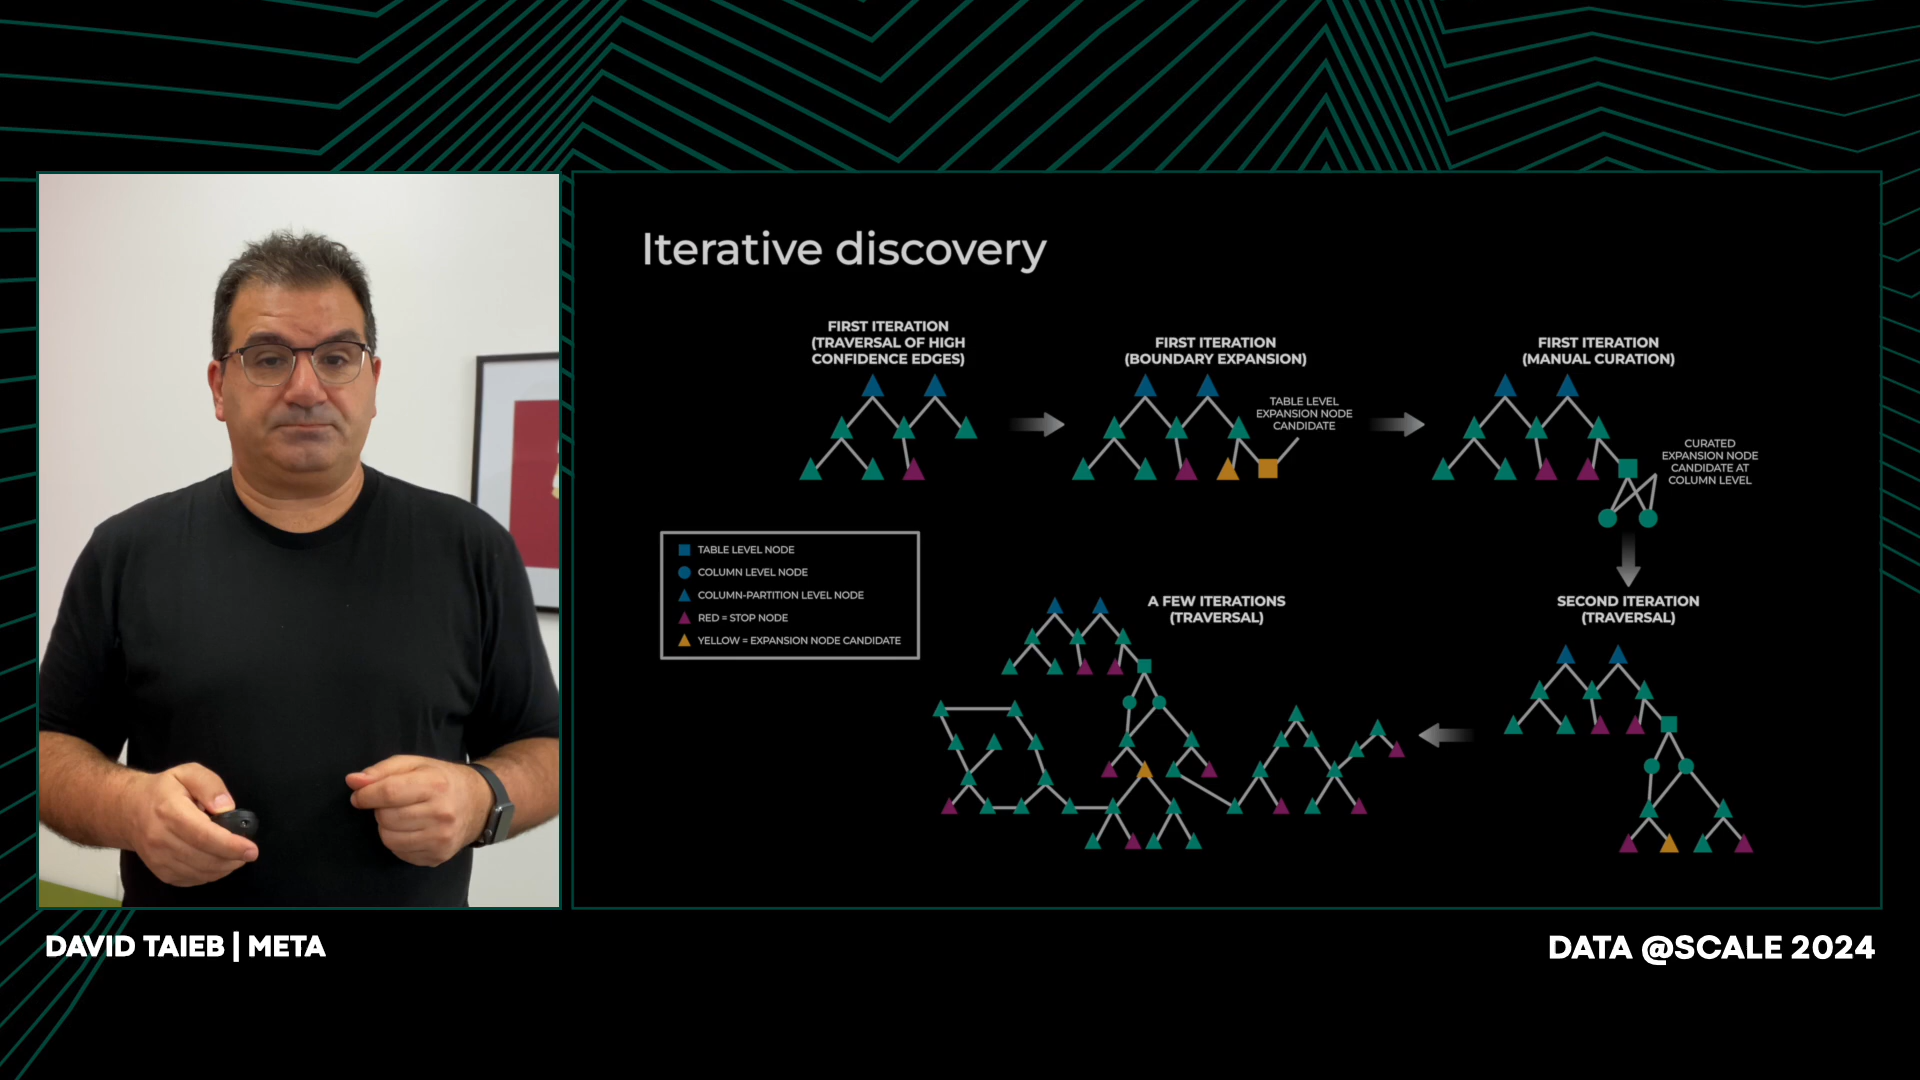 Iterative discovery
FIRST ITERATION
(TRAVERSAL OF HIGH
CONFIDENCE EDGES)
FIRST ITERATION
(BOUNDARY EXPANSION)
TABLE LEVEL
EXPANSION NODE
CANDIDATE
FIRST ITERATION
(MANUAL CURATION)
CURATED
EXPANSION NODE
CANDIDATE AT
COLUMN LEVEL
TABLE LEVEL NODE
COLUMN LEVEL NODE
COLUMN-PARTITION LEVEL NODE
RED = STOP NODE
YELLOW = EXPANSION NODE CANDIDATE
A FEW ITERATIONS
(TRAVERSAL)
SECOND ITERATION
(TRAVERSAL)
DAVID TAIEB | META
DATA @SCALE 2024